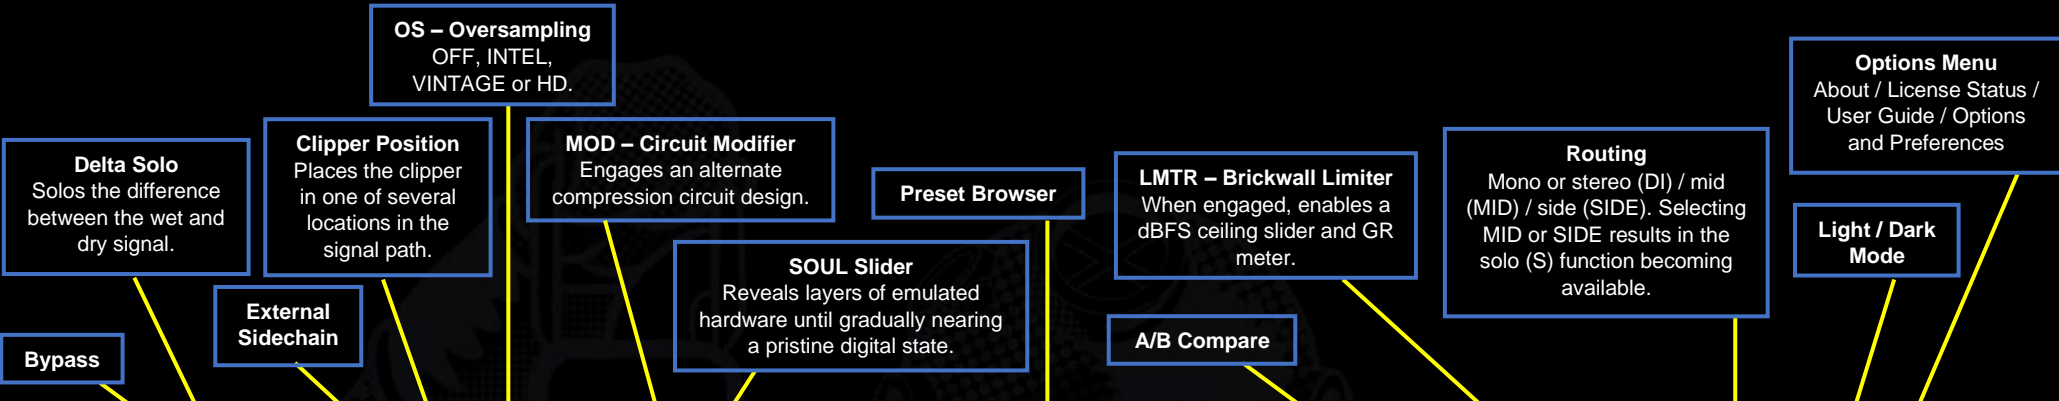 OS – Oversampling
OFF, INTEL,
VINTAGE or HD.
Options Menu
About / License Status /
User Guide / Options
and Preferences
Delta Solo
Solos the difference
between the wet and
dry signal.
Clipper Position
Places the clipper
in one of several
locations in the
signal path.
MOD – Circuit Modifier
Engages an alternate
compression circuit design.
Preset Browser
LMTR – Brickwall Limiter
When engaged, enables a
dBFS ceiling slider and GR
meter.
Routing
Mono or stereo (DI) / mid
(MID) / side (SIDE). Selecting
MID or SIDE results in the
solo (S) function becoming
available.
Light / Dark
Mode
SOUL Slider
Reveals layers of emulated
hardware until gradually nearing
a pristine digital state.
External
Sidechain
A/B Compare
Bypass